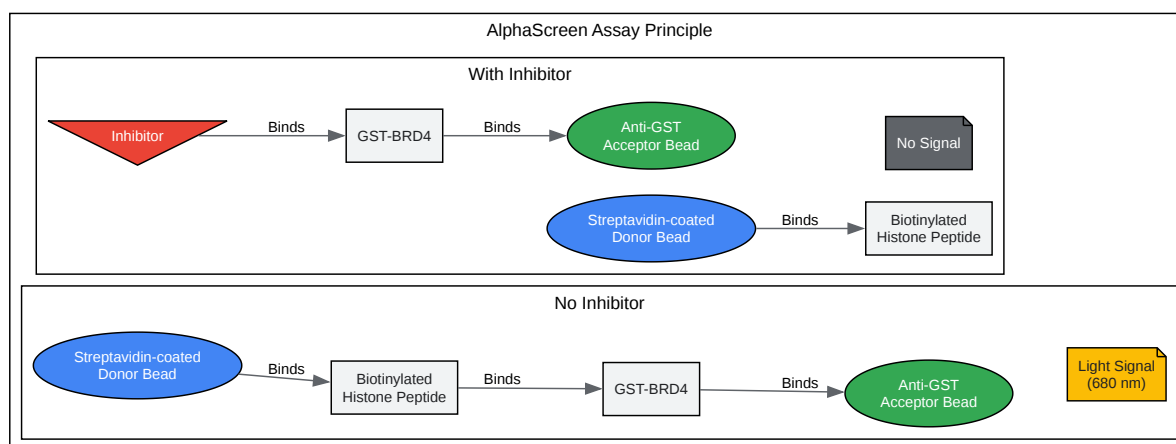 AlphaScreen Assay Principle
With Inhibitor
Inhibitor
Binds
GST-BRD4
Binds
Anti-GST
Acceptor Bead
No Signal
Streptavidin-coated
Donor Bead
Binds
Biotinylated
Histone Peptide
No Inhibitor
Streptavidin-coated
Donor Bead
Binds
Biotinylated
Histone Peptide
Binds
GST-BRD4
Binds
Anti-GST
Acceptor Bead
Light Signal
(680 nm)